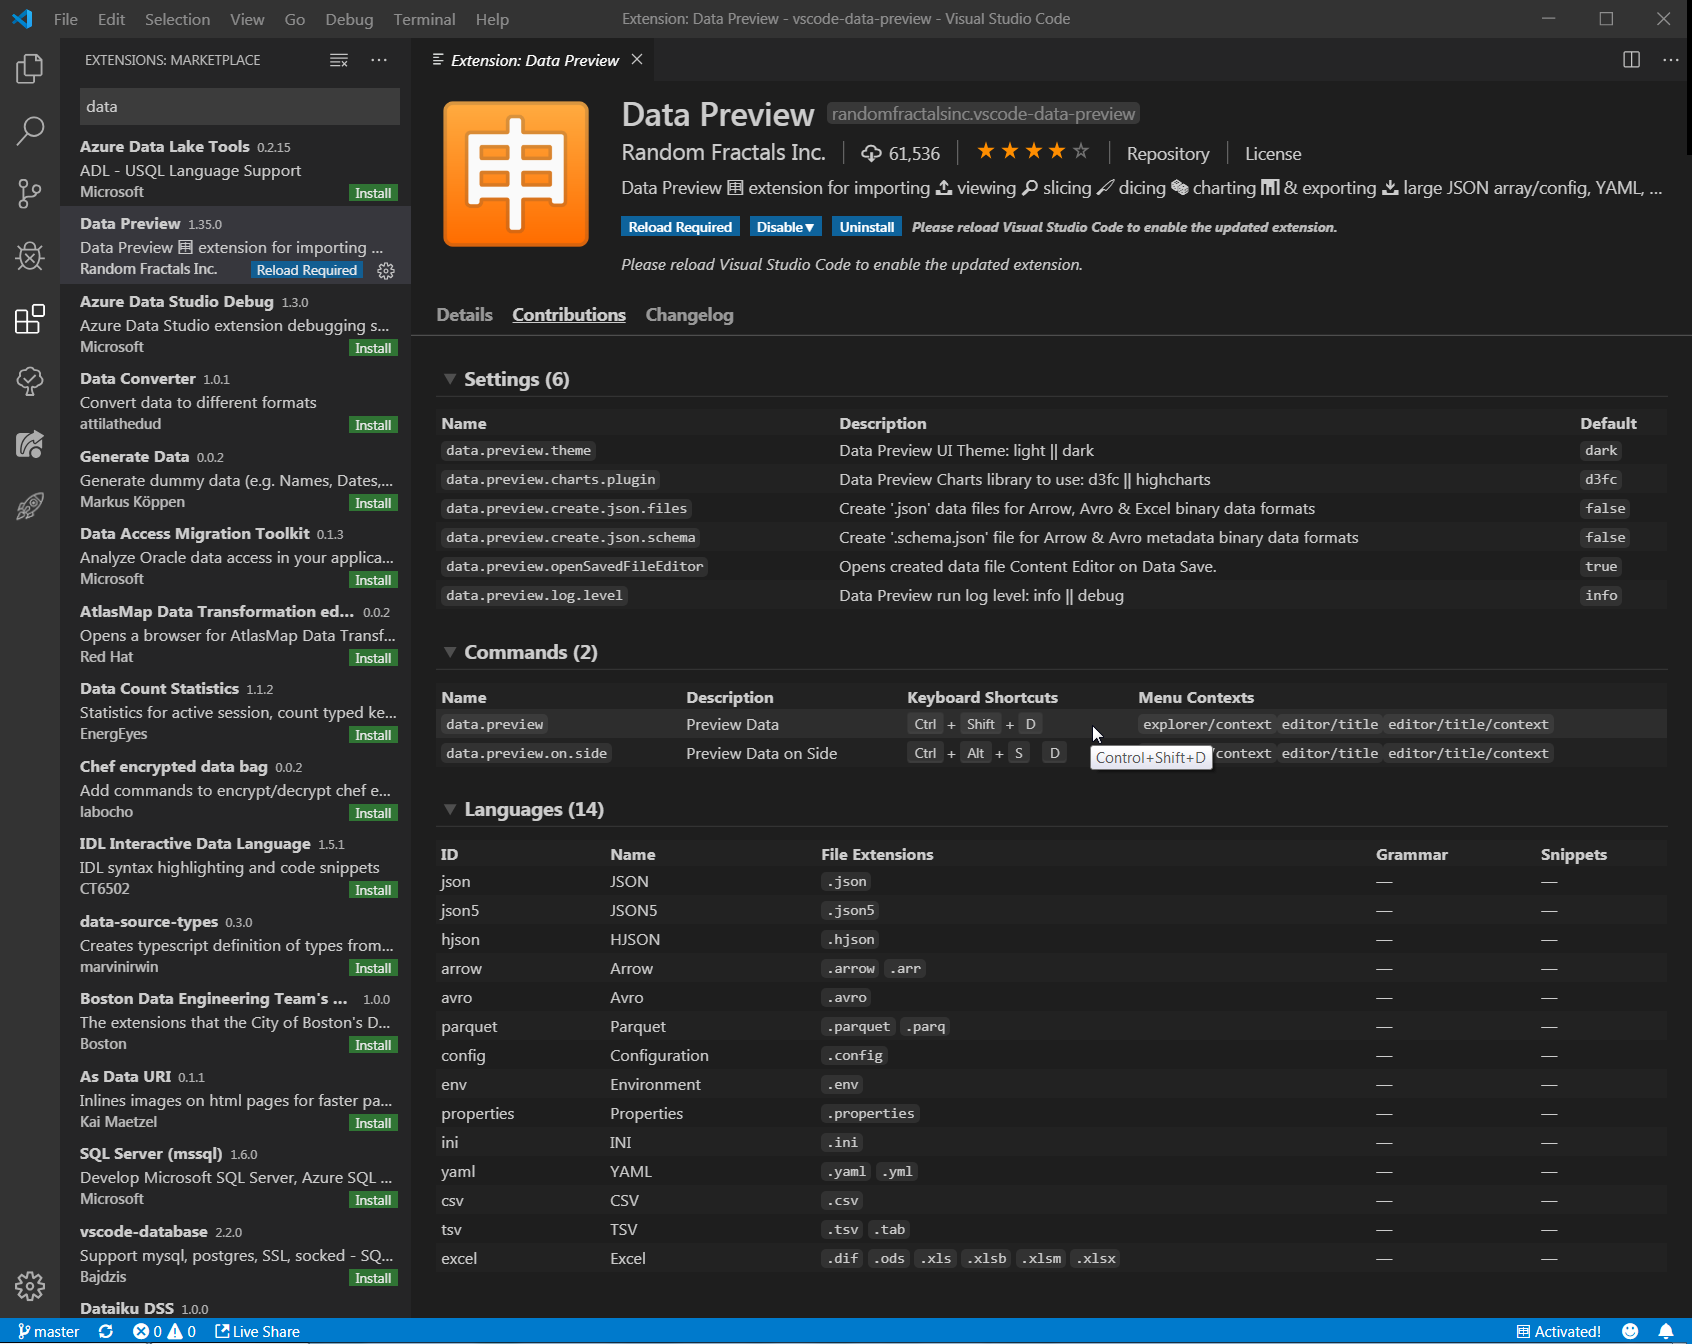 File Edit Selection View Go Debug Terminal Help
Extension: Data Preview - vscode-data-preview - Visual Studio Code
EXTENSIONS: MARKETPLACE
data
Azure Data Lake Tools 0.2.15
ADL - USQL Language Support
Microsoft Install
Data Preview 1.35.0
Data Preview extension for importing ...
Random Fractals Inc. Reload Required
Azure Data Studio Debug 1.3.0
Azure Data Studio extension debugging s...
Microsoft Install
Data Converter 1.0.1
Convert data to different formats
attilathedud Install
Generate Data 0.0.2
Generate dummy data (e.g. Names, Dates,...
Markus Köppen Install
Data Access Migration Toolkit 0.1.3
Analyze Oracle data access in your applica...
Microsoft Install
AtlasMap Data Transformation ed... 0.0.2
Opens a browser for AtlasMap Data Transf...
Red Hat Install
Data Count Statistics 1.1.2
Statistics for active session, count typed ke...
EnergEyes Install
Chef encrypted data bag 0.0.2
Add commands to encrypt/decrypt chef e...
labocho Install
IDL Interactive Data Language 1.5.1
IDL syntax highlighting and code snippets
CT6502 Install
data-source-types 0.3.0
Creates typescript definition of types from...
marvinirwin Install
Boston Data Engineering Team's ... 1.0.0
The extensions that the City of Boston's D...
Boston Install
As Data URI 0.1.1
Inlines images on html pages for faster pa...
Kai Maetzel Install
SQL Server (mssql) 1.6.0
Develop Microsoft SQL Server, Azure SQL ...
Microsoft Install
vscode-database 2.2.0
Support mysql, postgres, SSL, socked - SQ...
Bajdzis Install
Dataiku DSS 1.0.0
Extension: Data Preview
申
Data Preview randomfractalsinc.vscode-data-preview
Random Fractals Inc. 61,536 ★★★★☆ Repository License
Data Preview extension for importing viewing slicing dicing charting & exporting large JSON array/config, YAML, ...
Reload Required Disable▼ Uninstall Please reload Visual Studio Code to enable the updated extension.
Please reload Visual Studio Code to enable the updated extension.
Details Contributions Changelog
Settings (6)
Name Description Default
data.preview.theme Data Preview UI Theme: light || dark dark
data.preview.charts.plugin Data Preview Charts library to use: d3fc || highcharts d3fc
data.preview.create.json.files Create '.json' data files for Arrow, Avro & Excel binary data formats false
data.preview.create.json.schema Create '.schema.json' file for Arrow & Avro metadata binary data formats false
data.preview.openSavedFileEditor Opens created data file Content Editor on Data Save. true
data.preview.log.level Data Preview run log level: info || debug info
Commands (2)
Name Description Keyboard Shortcuts Menu Contexts
data.preview Preview Data Ctrl + Shift + D explorer/context editor/title editor/title/context
data.preview.on.side Preview Data on Side Ctrl + Alt + S D /context editor/title editor/title/context
Control+Shift+D
Languages (14)
ID Name File Extensions Grammar Snippets
json JSON .json — —
json5 JSON5 .json5 — —
hjson HJSON .hjson — —
arrow Arrow .arrow .arr — —
avro Avro .avro — —
parquet Parquet .parquet .parq — —
config Configuration .config — —
env Environment .env — —
properties Properties .properties — —
ini INI .ini — —
yaml YAML .yaml .yml — —
csv CSV .csv — —
tsv TSV .tsv .tab — —
excel Excel .dif .ods .xls .xlsb .xlsm .xlsx — —
master 0 0 Live Share Activated!